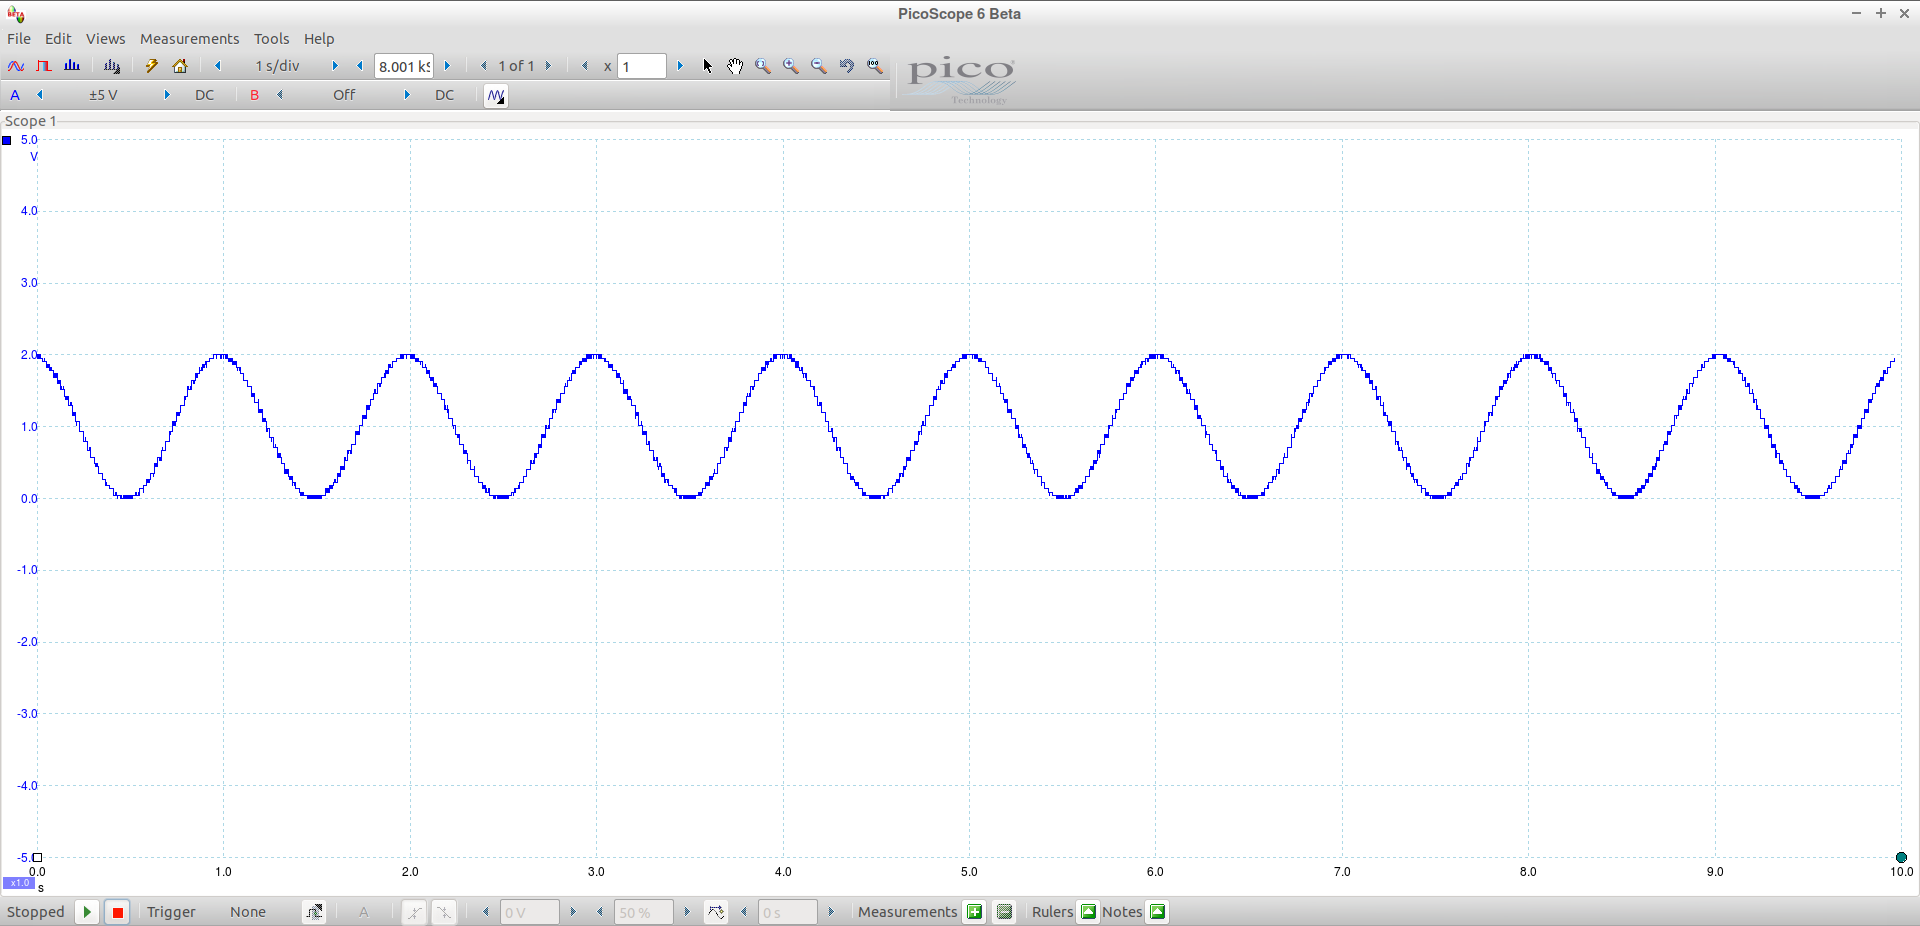 PicoScope 6 Beta
File Edit Views Measurements Tools Help
1 s/div 8.001 kS 1 of 1 x 1
pico
Technology
A ±5 V DC B Off DC
Scope 1
5.0
V
4.0
3.0
2.0
1.0
0.0
-1.0
-2.0
-3.0
-4.0
-5.0
0.0 1.0 2.0 3.0 4.0 5.0 6.0 7.0 8.0 9.0 10.0
x1.0
s
Stopped Trigger None A 0 V 50 % 0 s Measurements Rulers Notes